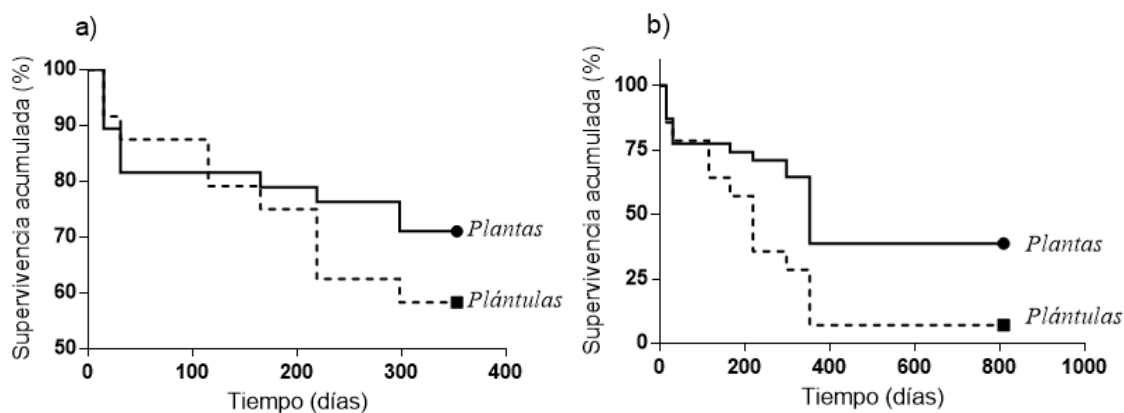 a)
Supervivencia acumulada (%)
100
90
80
70
60
50
Plantas
Plántulas
0
100
200
300
400
Tiempo (días)
b)
Supervivencia acumulada (%)
100
75
50
25
0
Plantas
Plántulas
0
200
400
600
800
1000
Tiempo (días)